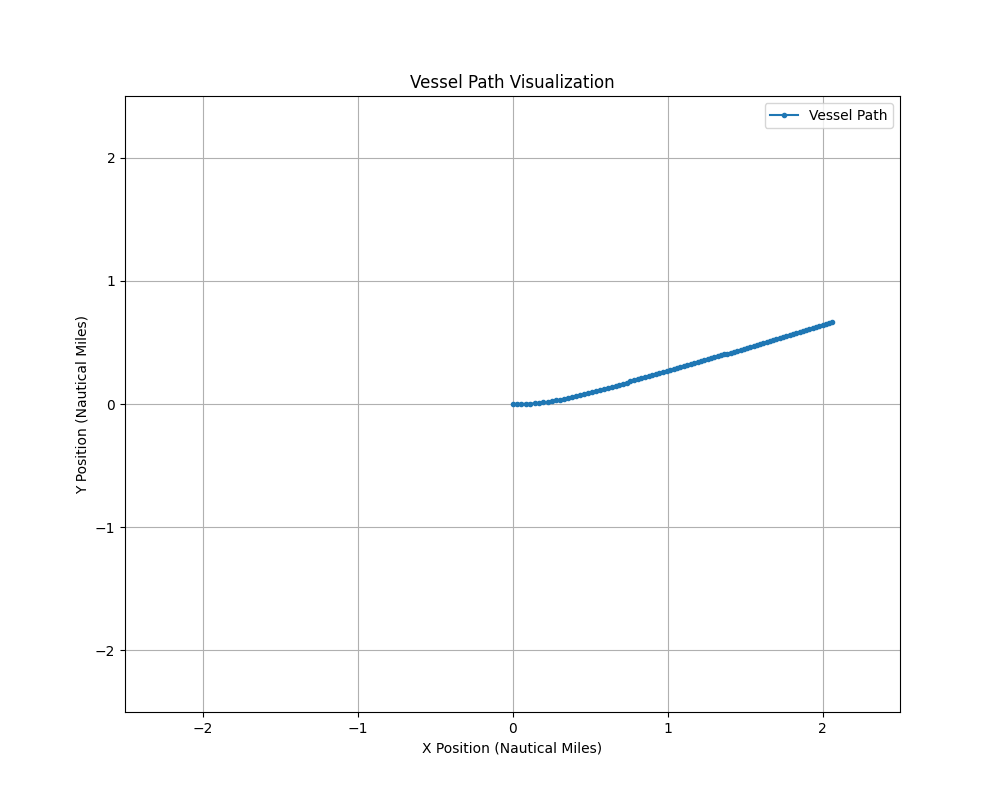 Vessel Path Visualization
Vessel Path
2
1
0
−1
−2
Y Position (Nautical Miles)
−2
−1
0
1
2
X Position (Nautical Miles)